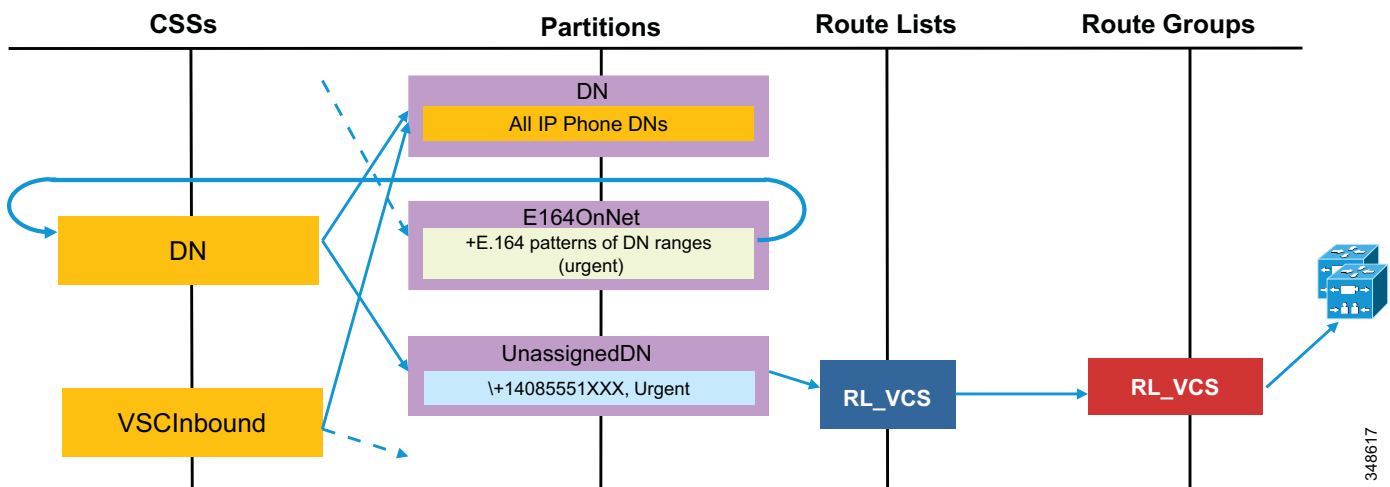 CSSs
Partitions
Route Lists
Route Groups
DN
All IP Phone DNs
E164OnNet
+E.164 patterns of DN ranges
(urgent)
DN
UnassignedDN
\+14085551XXX, Urgent
VSCInbound
RL_VCS
RL_VCS
348617